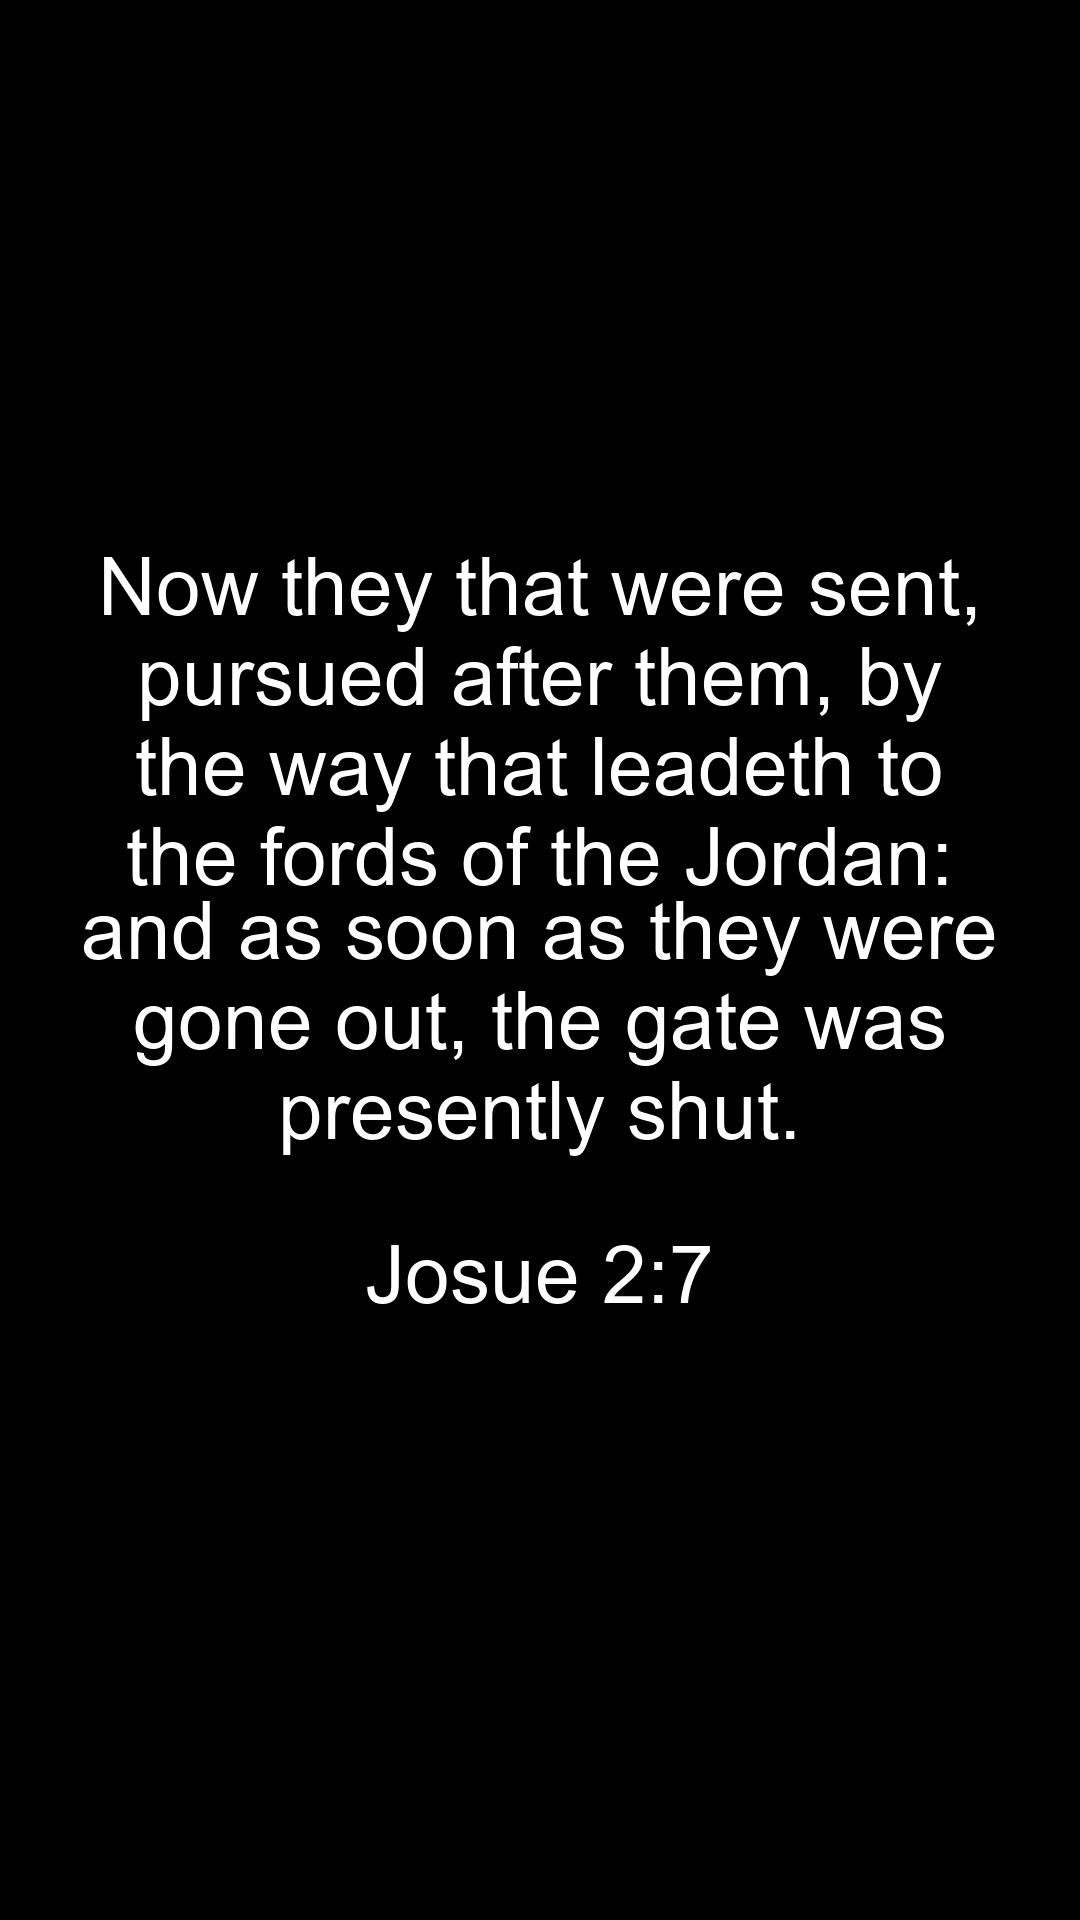 Now they that were sent,
pursued after them, by
the way that leadeth to
the fords of the Jordan:
and as soon as they were
gone out, the gate was
presently shut.
Josue 2:7